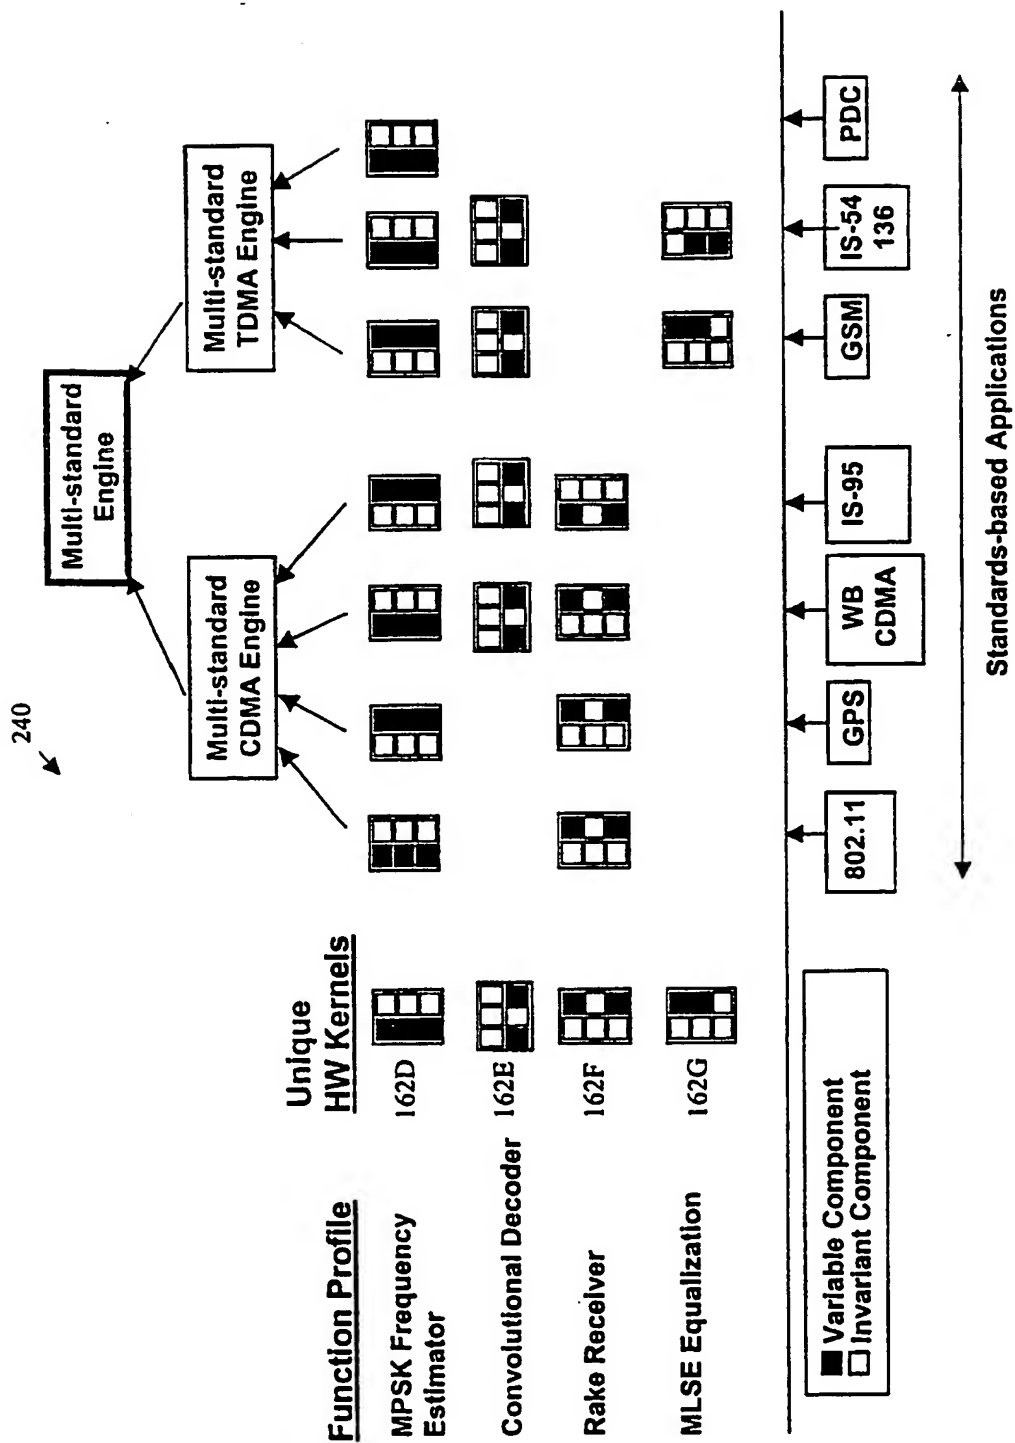 240
Multi-standard
Engine
Multi-standard
CDMA Engine
Multi-standard
TDMA Engine
Function Profile
Unique
HW Kernels
MPSK Frequency
Estimator
162D
Convolutional Decoder
162E
Rake Receiver
162F
MLSE Equalization
162G
Variable Component
Invariant Component
802.11
GPS
WB
CDMA
IS-95
GSM
IS-54
136
PDC
Standards-based Applications